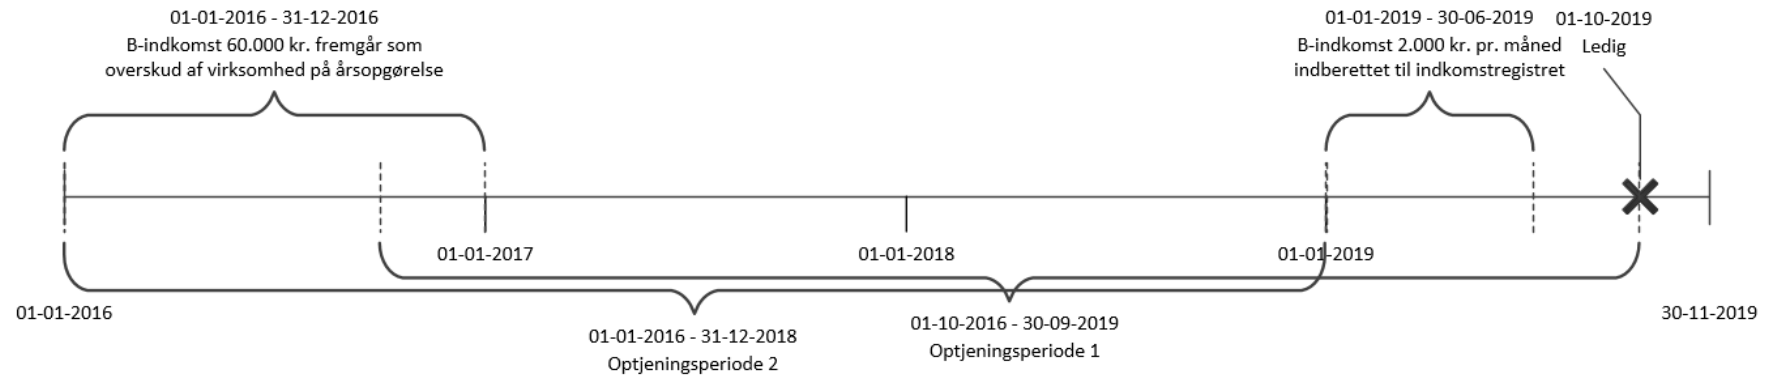 01-01-2016 - 31-12-2016
B-indkomst 60.000 kr. fremgår som
overskud af virksomhed på årsopgørelse
01-01-2019 - 30-06-2019
B-indkomst 2.000 kr. pr. måned
indberettet til indkomstregistret
01-10-2019
Ledig
01-01-2017
01-01-2018
01-01-2019
01-01-2016
30-11-2019
01-01-2016 - 31-12-2018
Optjeningsperiode 2
01-10-2016 - 30-09-2019
Optjeningsperiode 1